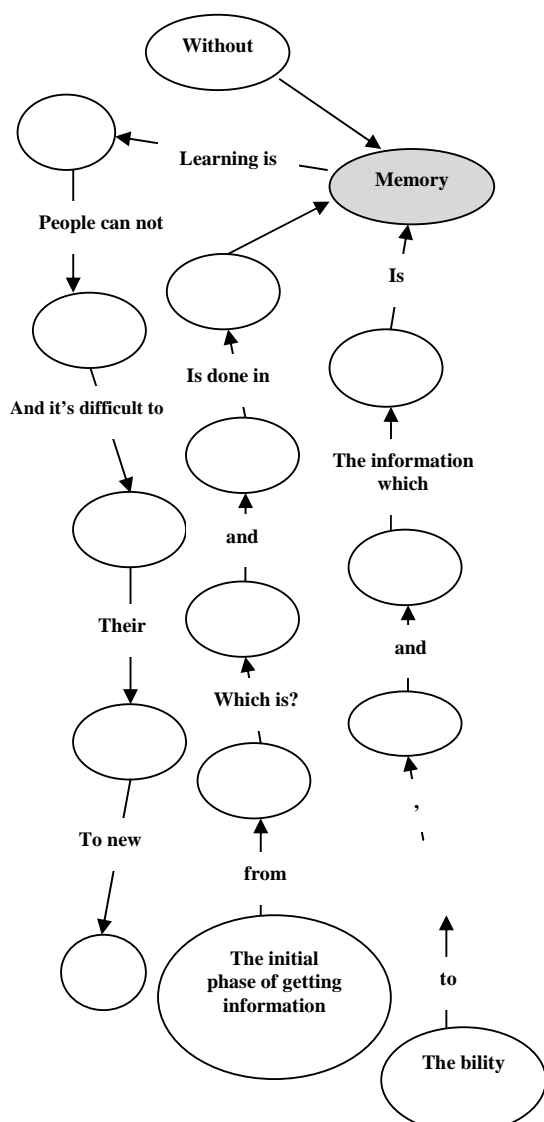 Without
Learning is
Memory
People can not
Is
Is done in
And it's difficult to
The information
which
and
Their
and
Which is?
,
To new
from
The initial
phase of getting
information
to
The bility